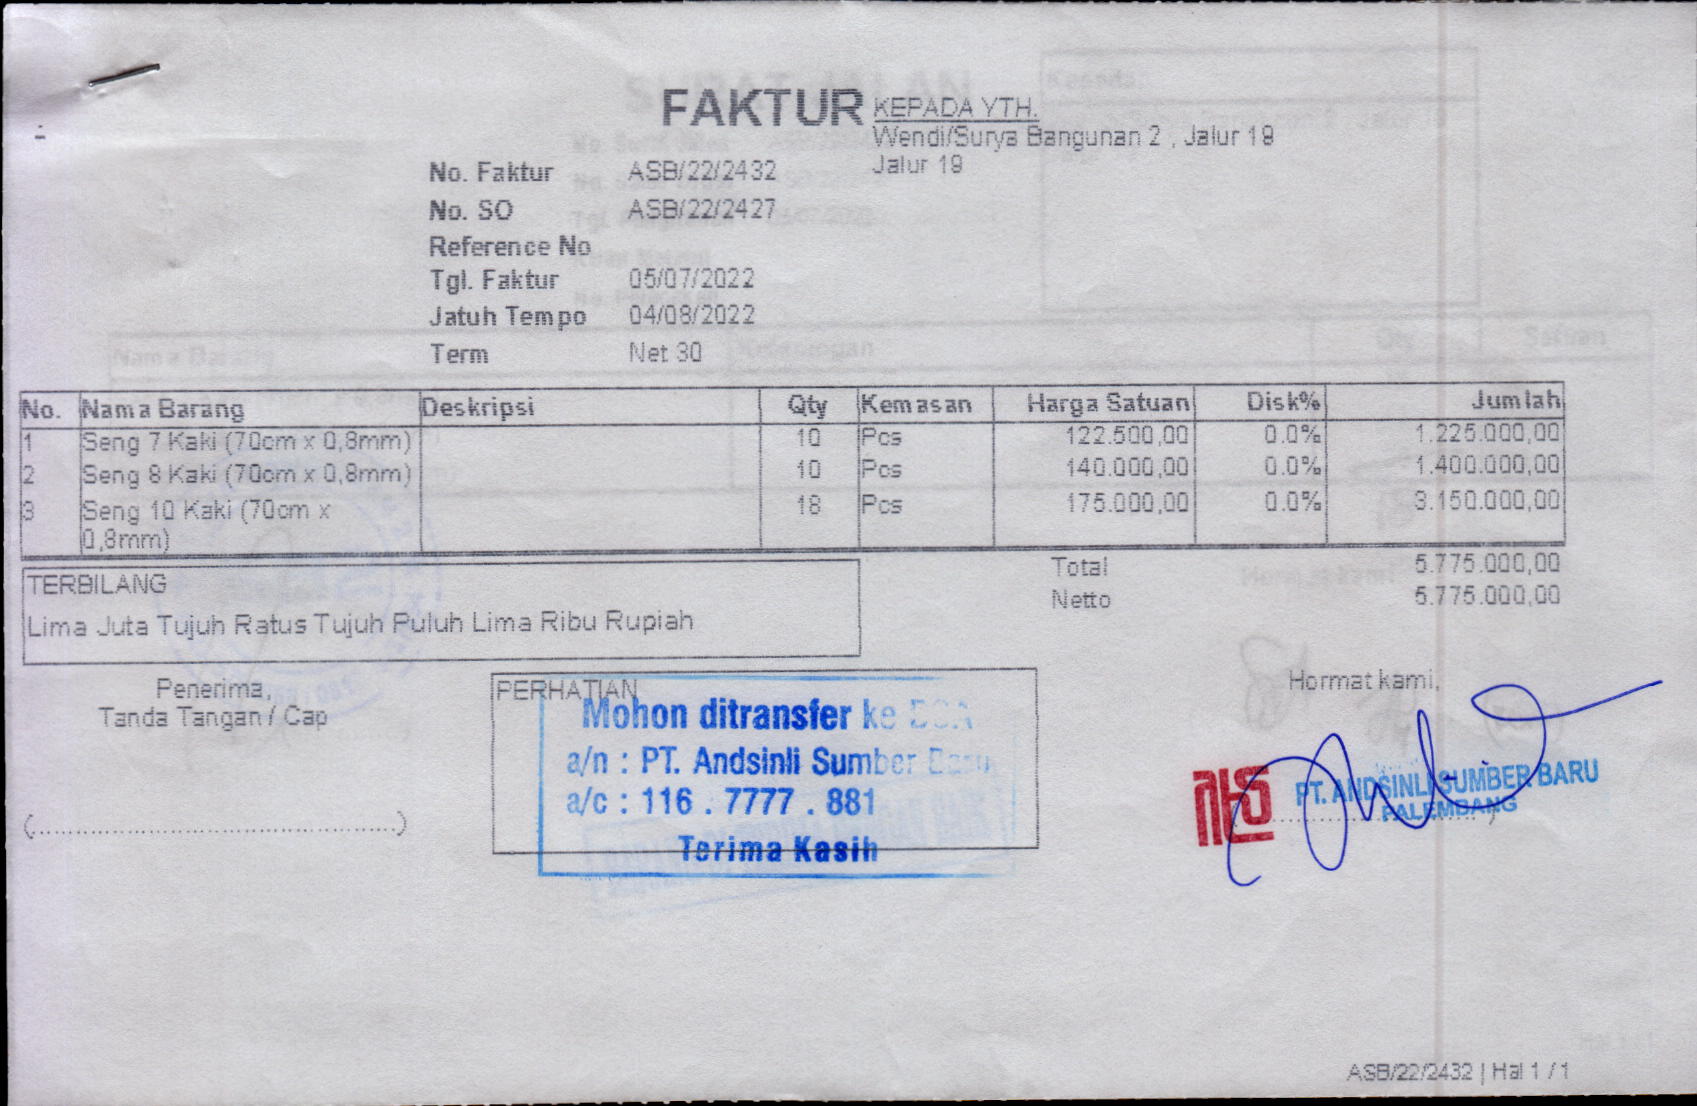 FAKTUR
KEPADA YTH.
Wendi/Surya Bangunan 2 , Jalur 19
Jalur 19
No. Faktur ASB/22/2432
No. SO ASB/22/2427
Reference No
Tgl. Faktur 05/07/2022
Jatuh Tempo 04/08/2022
Term Net 30
No. Nama Barang Deskripsi Qty Kemasan Harga Satuan Disk% Jumlah
1 Seng 7 Kaki (70cm x 0,8mm) 10 Pcs 122.500,00 0.0% 1.225.000,00
2 Seng 8 Kaki (70cm x 0,8mm) 10 Pcs 140.000,00 0.0% 1.400.000,00
3 Seng 10 Kaki (70cm x 18 Pcs 175.000,00 0.0% 3.150.000,00
0,8mm)
Total 5.775.000,00
Netto 5.775.000,00
TERBILANG
Lima Juta Tujuh Ratus Tujuh Puluh Lima Ribu Rupiah
Penerima,
Tanda Tangan / Cap
(..........................................................)
PERHATIAN
Mohon ditransfer ke BCA
a/n : PT. Andsinli Sumber Baru
a/c : 116 . 7777 . 881
Terima Kasih
Hormat kami,
PT. ANDSINLI SUMBER BARU
PALEMBANG
ASB/22/2432 | Hal 1 / 1